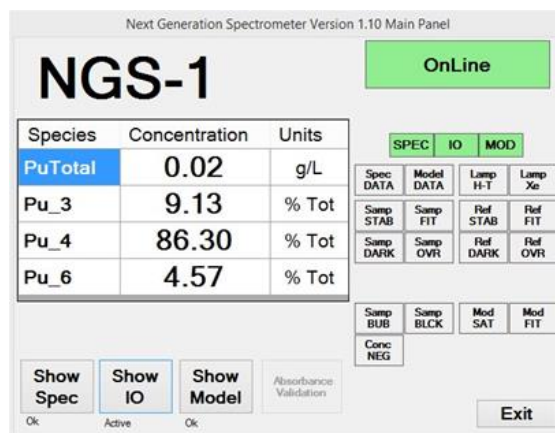 Next Generation Spectrometer Version 1.10 Main Panel
NGS-1
OnLine
Species Concentration Units
PuTotal 0.02 g/L
Pu_3 9.13 % Tot
Pu_4 86.30 % Tot
Pu_6 4.57 % Tot
SPEC IO MOD
Spec DATA
Model DATA
Lamp H-T
Lamp Xe
Samp STAB
Samp FIT
Ref STAB
Ref FIT
Samp DARK
Samp OVR
Ref DARK
Ref OVR
Samp BUB
Samp BLCK
Mod SAT
Mod FIT
Conc NEG
Show Spec
Show IO
Show Model
Absorbance Validation
Ok
Active
Ok
Exit